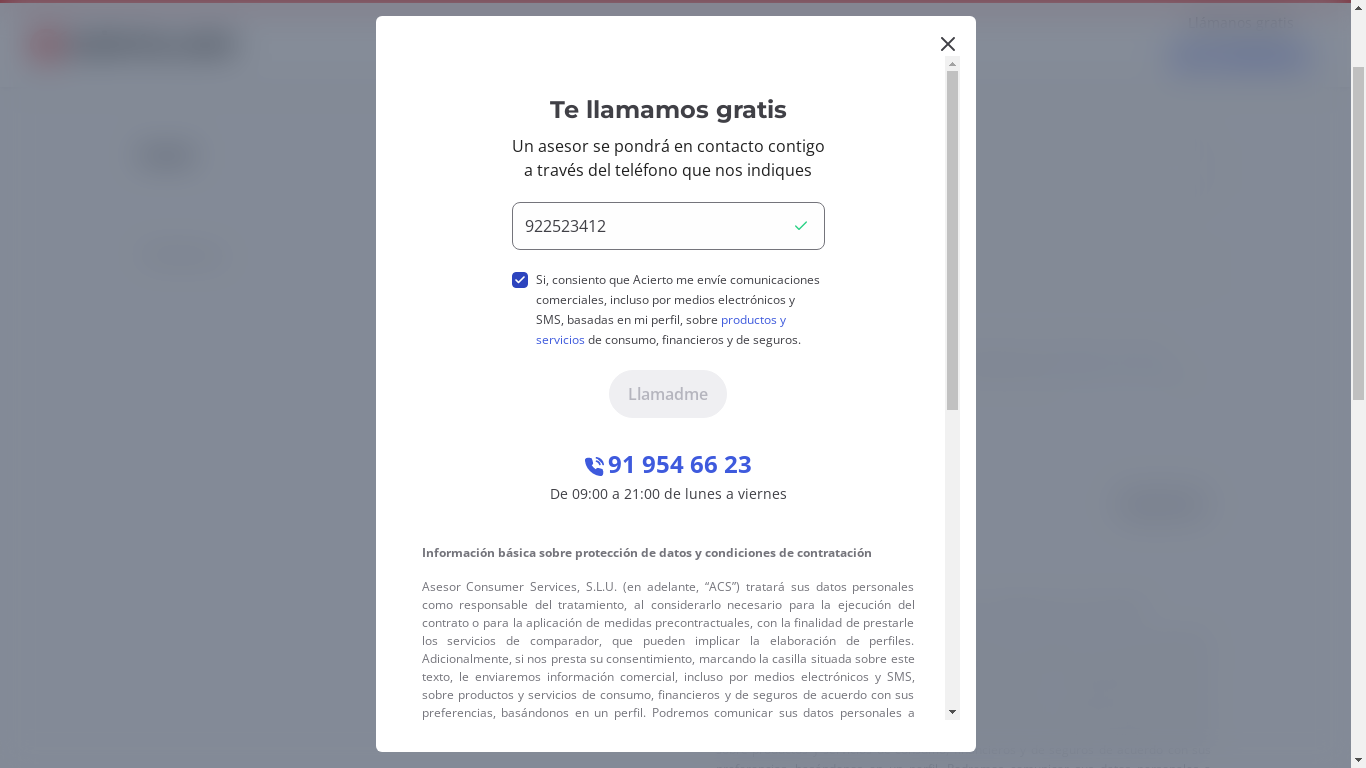 Llámanos gratis
Te llamamos gratis
Un asesor se pondrá en contacto contigo
a través del teléfono que nos indiques
922523412
Si, consiento que Acierto me envíe comunicaciones
comerciales, incluso por medios electrónicos y
SMS, basadas en mi perfil, sobre productos y
servicios de consumo, financieros y de seguros.
Llamadme
91 954 66 23
De 09:00 a 21:00 de lunes a viernes
Información básica sobre protección de datos y condiciones de contratación
Asesor Consumer Services, S.L.U. (en adelante, “ACS”) tratará sus datos personales
como responsable del tratamiento, al considerarlo necesario para la ejecución del
contrato o para la aplicación de medidas precontractuales, con la finalidad de prestarle
los servicios de comparador, que pueden implicar la elaboración de perfiles.
Adicionalmente, si nos presta su consentimiento, marcando la casilla situada sobre este
texto, le enviaremos información comercial, incluso por medios electrónicos y SMS,
sobre productos y servicios de consumo, financieros y de seguros de acuerdo con sus
preferencias, basándonos en un perfil. Podremos comunicar sus datos personales a